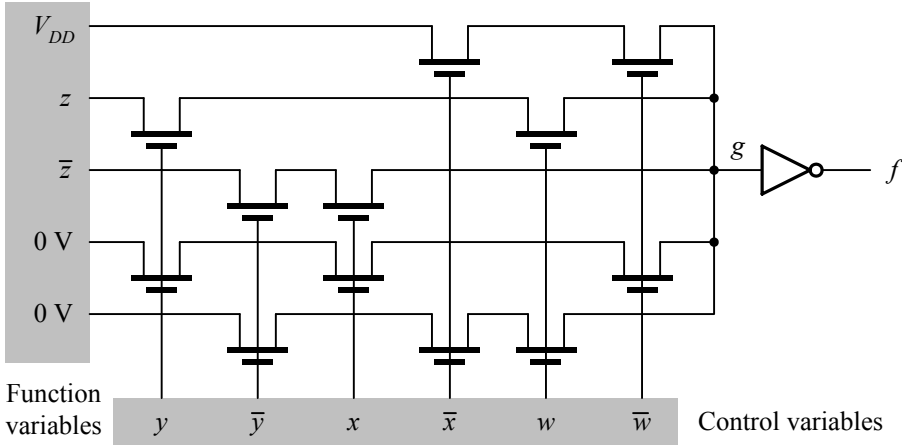 V_DD
z
z̅
g
f
0 V
0 V
Function
variables
y y̅ x x̅ w w̅
Control variables